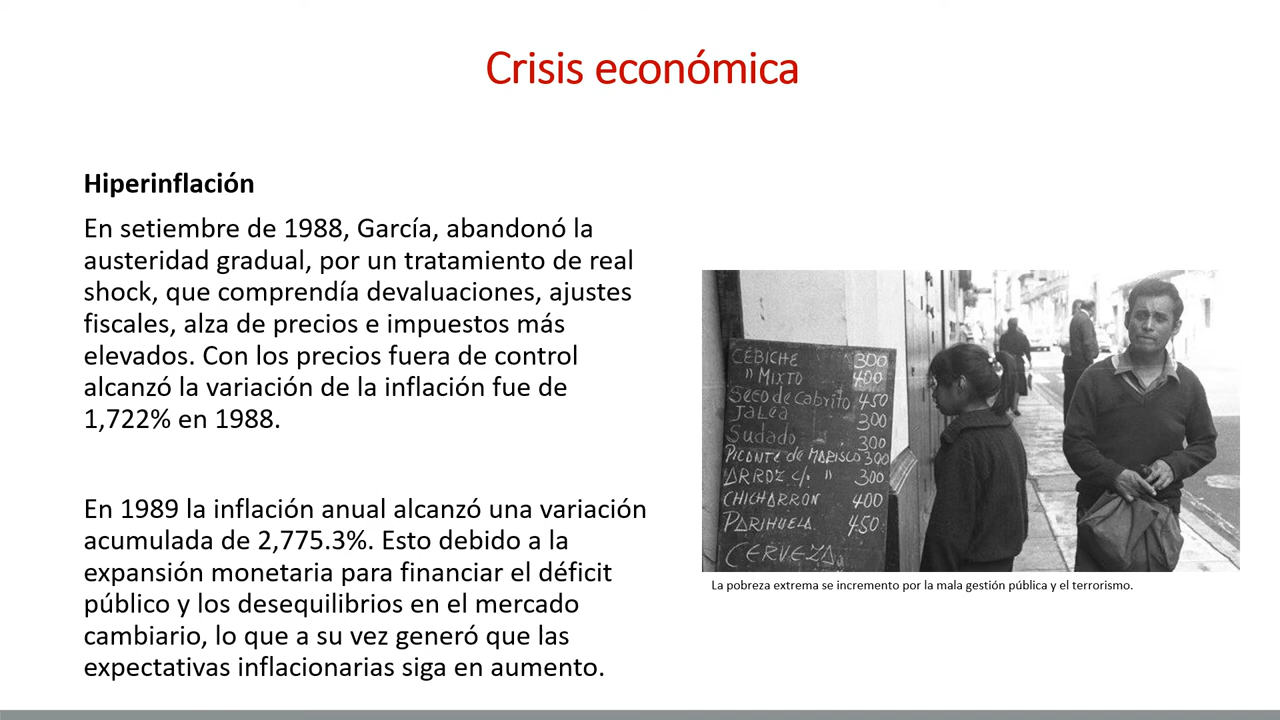 Crisis económica
Hiperinflación
En setiembre de 1988, García, abandonó la
austeridad gradual, por un tratamiento de real
shock, que comprendía devaluaciones, ajustes
fiscales, alza de precios e impuestos más
elevados. Con los precios fuera de control
alcanzó la variación de la inflación fue de
1,722% en 1988.
En 1989 la inflación anual alcanzó una variación
acumulada de 2,775.3%. Esto debido a la
expansión monetaria para financiar el déficit
público y los desequilibrios en el mercado
cambiario, lo que a su vez generó que las
expectativas inflacionarias siga en aumento.
CEBICHE 300
" MIXTO 400
Seco de Cabrito 450
Jalea 300
Sudado 300
PICANTE de MARISCO 300
ARROZ c/. " 300
CHICHARRON 400
PARIHUELA 450
CERVEZA
La pobreza extrema se incremento por la mala gestión pública y el terrorismo.